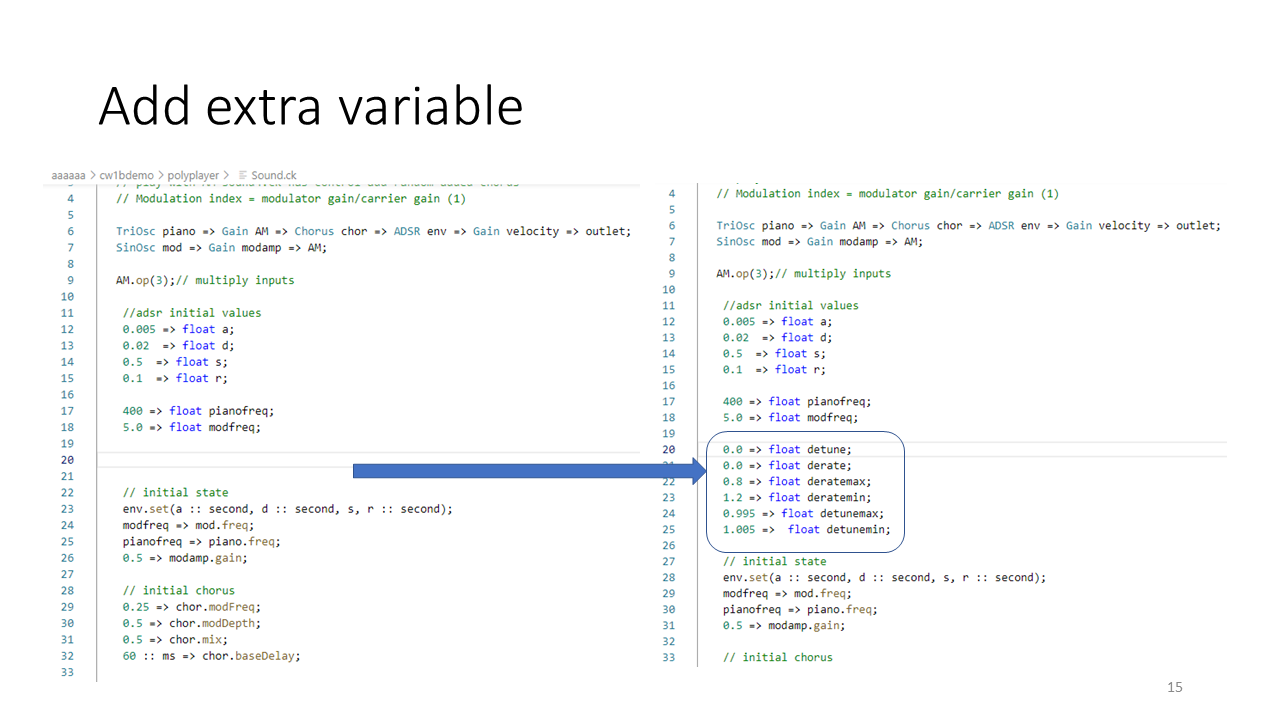 Add extra variable
aaaaaa > cw1bdemo > polyplayer > Sound.ck
4 // Modulation index = modulator gain/carrier gain (1)
5
6 TriOsc piano => Gain AM => Chorus chor => ADSR env => Gain velocity => outlet;
7 SinOsc mod => Gain modamp => AM;
8
9 AM.op(3);// multiply inputs
10
11 //adsr initial values
12 0.005 => float a;
13 0.02  => float d;
14 0.5  => float s;
15 0.1  => float r;
16
17 400 => float pianofreq;
18 5.0 => float modfreq;
19
20
21
22 // initial state
23 env.set(a :: second, d :: second, s, r :: second);
24 modfreq => mod.freq;
25 pianofreq => piano.freq;
26 0.5 => modamp.gain;
27
28 // initial chorus
29 0.25 => chor.modFreq;
30 0.5 => chor.modDepth;
31 0.5 => chor.mix;
32 60 :: ms => chor.baseDelay;
33
4 // Modulation index = modulator gain/carrier gain (1)
5
6 TriOsc piano => Gain AM => Chorus chor => ADSR env => Gain velocity => outlet;
7 SinOsc mod => Gain modamp => AM;
8
9 AM.op(3);// multiply inputs
10
11 //adsr initial values
12 0.005 => float a;
13 0.02  => float d;
14 0.5  => float s;
15 0.1  => float r;
16
17 400 => float pianofreq;
18 5.0 => float modfreq;
19
20 0.0 => float detune;
0.0 => float derate;
22 0.8 => float deratemax;
23 1.2 => float deratemin;
24 0.995 => float detunemax;
25 1.005 =>  float detunemin;
26
27 // initial state
28 env.set(a :: second, d :: second, s, r :: second);
29 modfreq => mod.freq;
30 pianofreq => piano.freq;
31 0.5 => modamp.gain;
32
33 // initial chorus
15